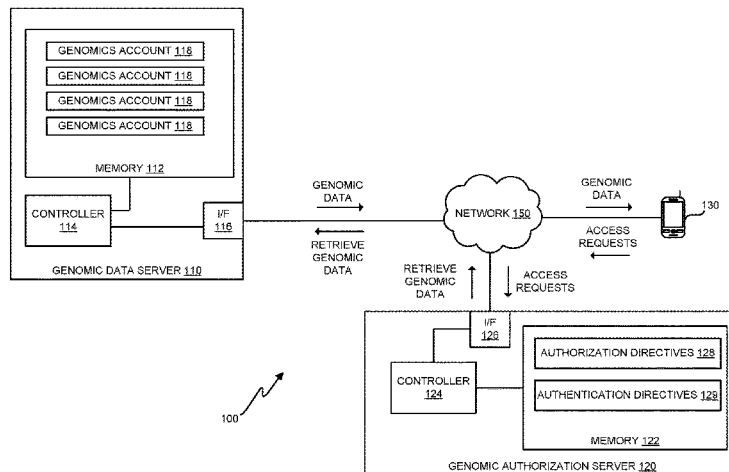 GENOMICS ACCOUNT 118
GENOMICS ACCOUNT 118
GENOMICS ACCOUNT 118
GENOMICS ACCOUNT 118
MEMORY 112
CONTROLLER
114
I/F
116
GENOMIC DATA SERVER 110
GENOMIC
DATA
RETRIEVE
GENOMIC
DATA
NETWORK 150
GENOMIC
DATA
ACCESS
REQUESTS
130
RETRIEVE
GENOMIC
DATA
ACCESS
REQUESTS
I/F
126
CONTROLLER
124
AUTHORIZATION DIRECTIVES 128
AUTHENTICATION DIRECTIVES 129
MEMORY 122
GENOMIC AUTHORIZATION SERVER 120
100